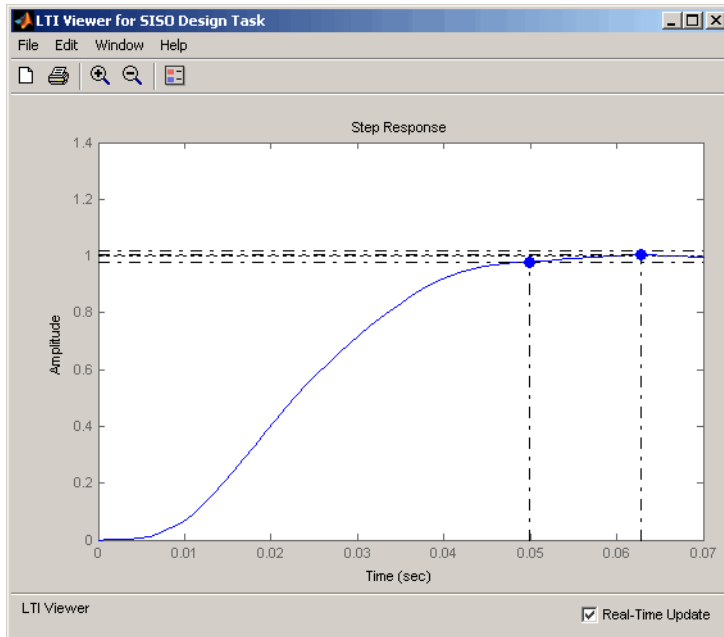 LTI Viewer for SISO Design Task
File Edit Window Help
Step Response
1.4
1.2
1
0.8
0.6
0.4
0.2
0
Amplitude
0 0.01 0.02 0.03 0.04 0.05 0.06 0.07
Time (sec)
LTI Viewer
Real-Time Update